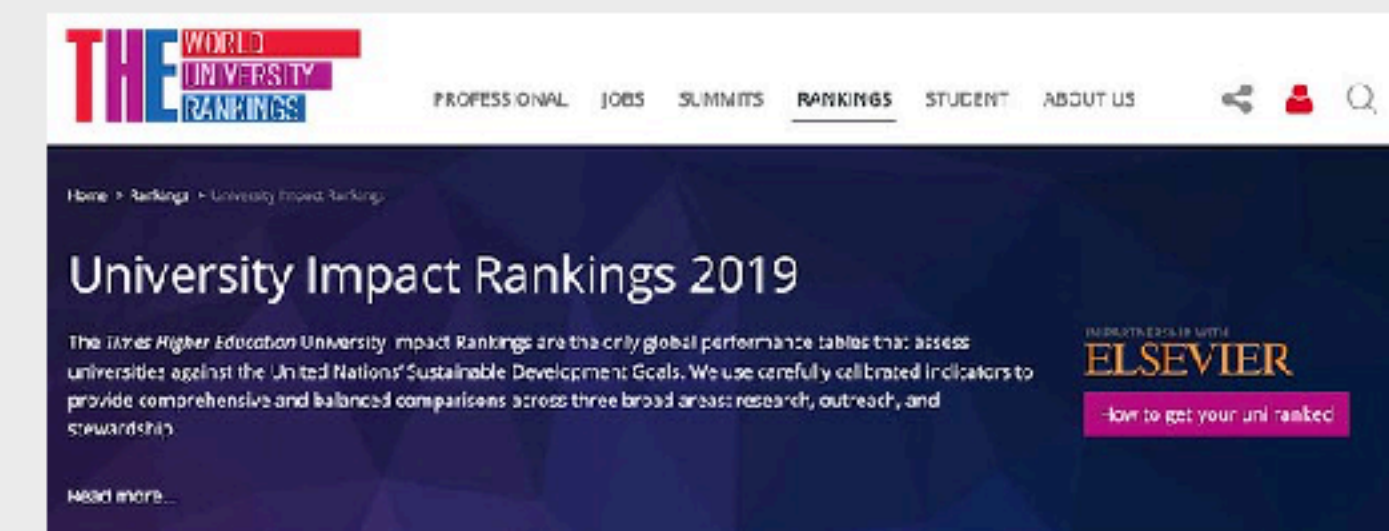 THE WORLD
UNIVERSITY
RANKINGS
PROFESSIONAL JOBS SUMMITS RANKINGS STUDENT ABOUT US
Home > Rankings > University Impact Rankings
University Impact Rankings 2019
The Times Higher Education University Impact Rankings are the only global performance tables that assess
universities against the United Nations' Sustainable Development Goals. We use carefully calibrated indicators to
provide comprehensive and balanced comparisons across three broad areas: research, outreach, and
stewardship.
IN PARTNERSHIP WITH
ELSEVIER
How to get your uni ranked
Read more...